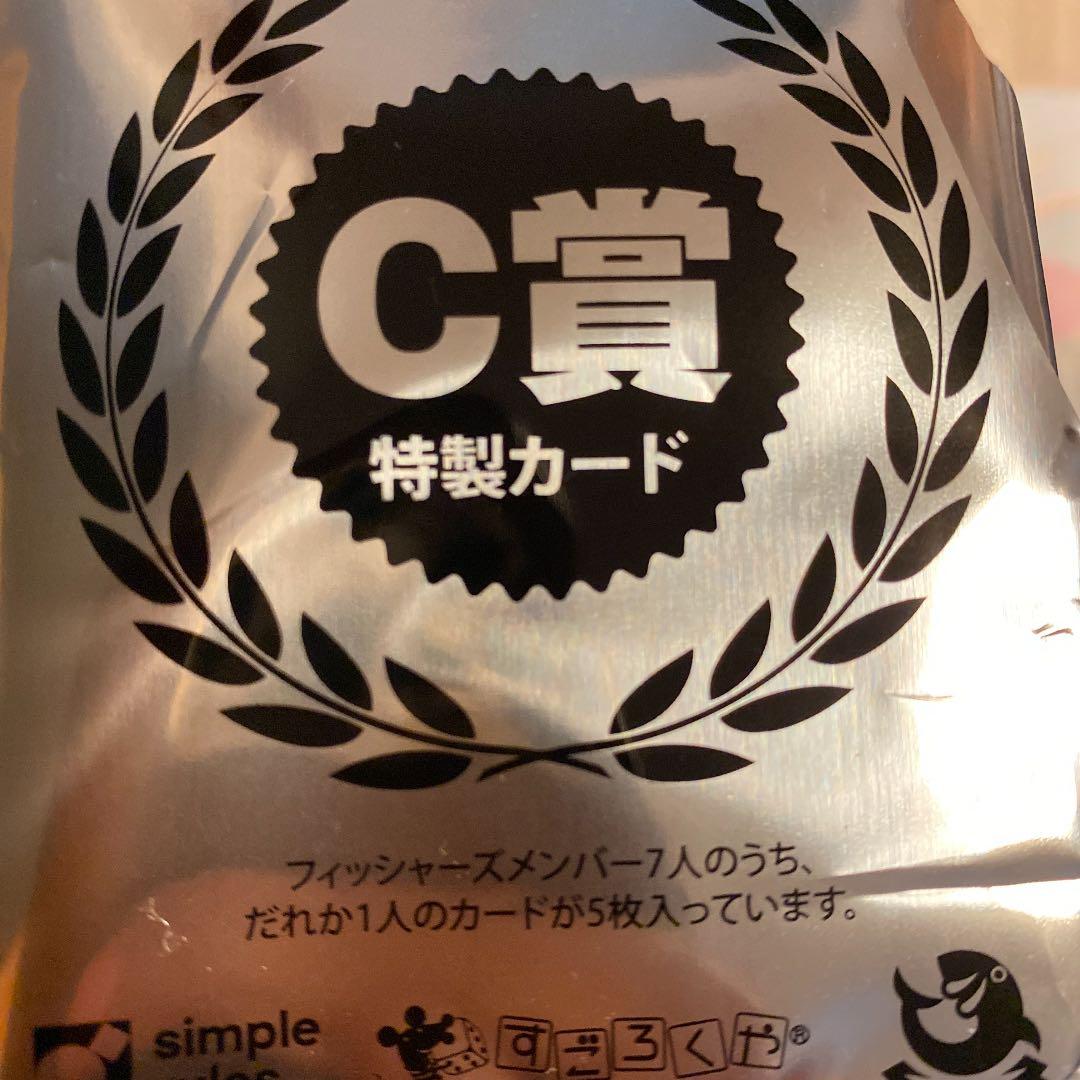 C賞
特製カード
フィッシャーズメンバー7人のうち、
だれか1人のカードが5枚入っています。
simple
すごろくや®